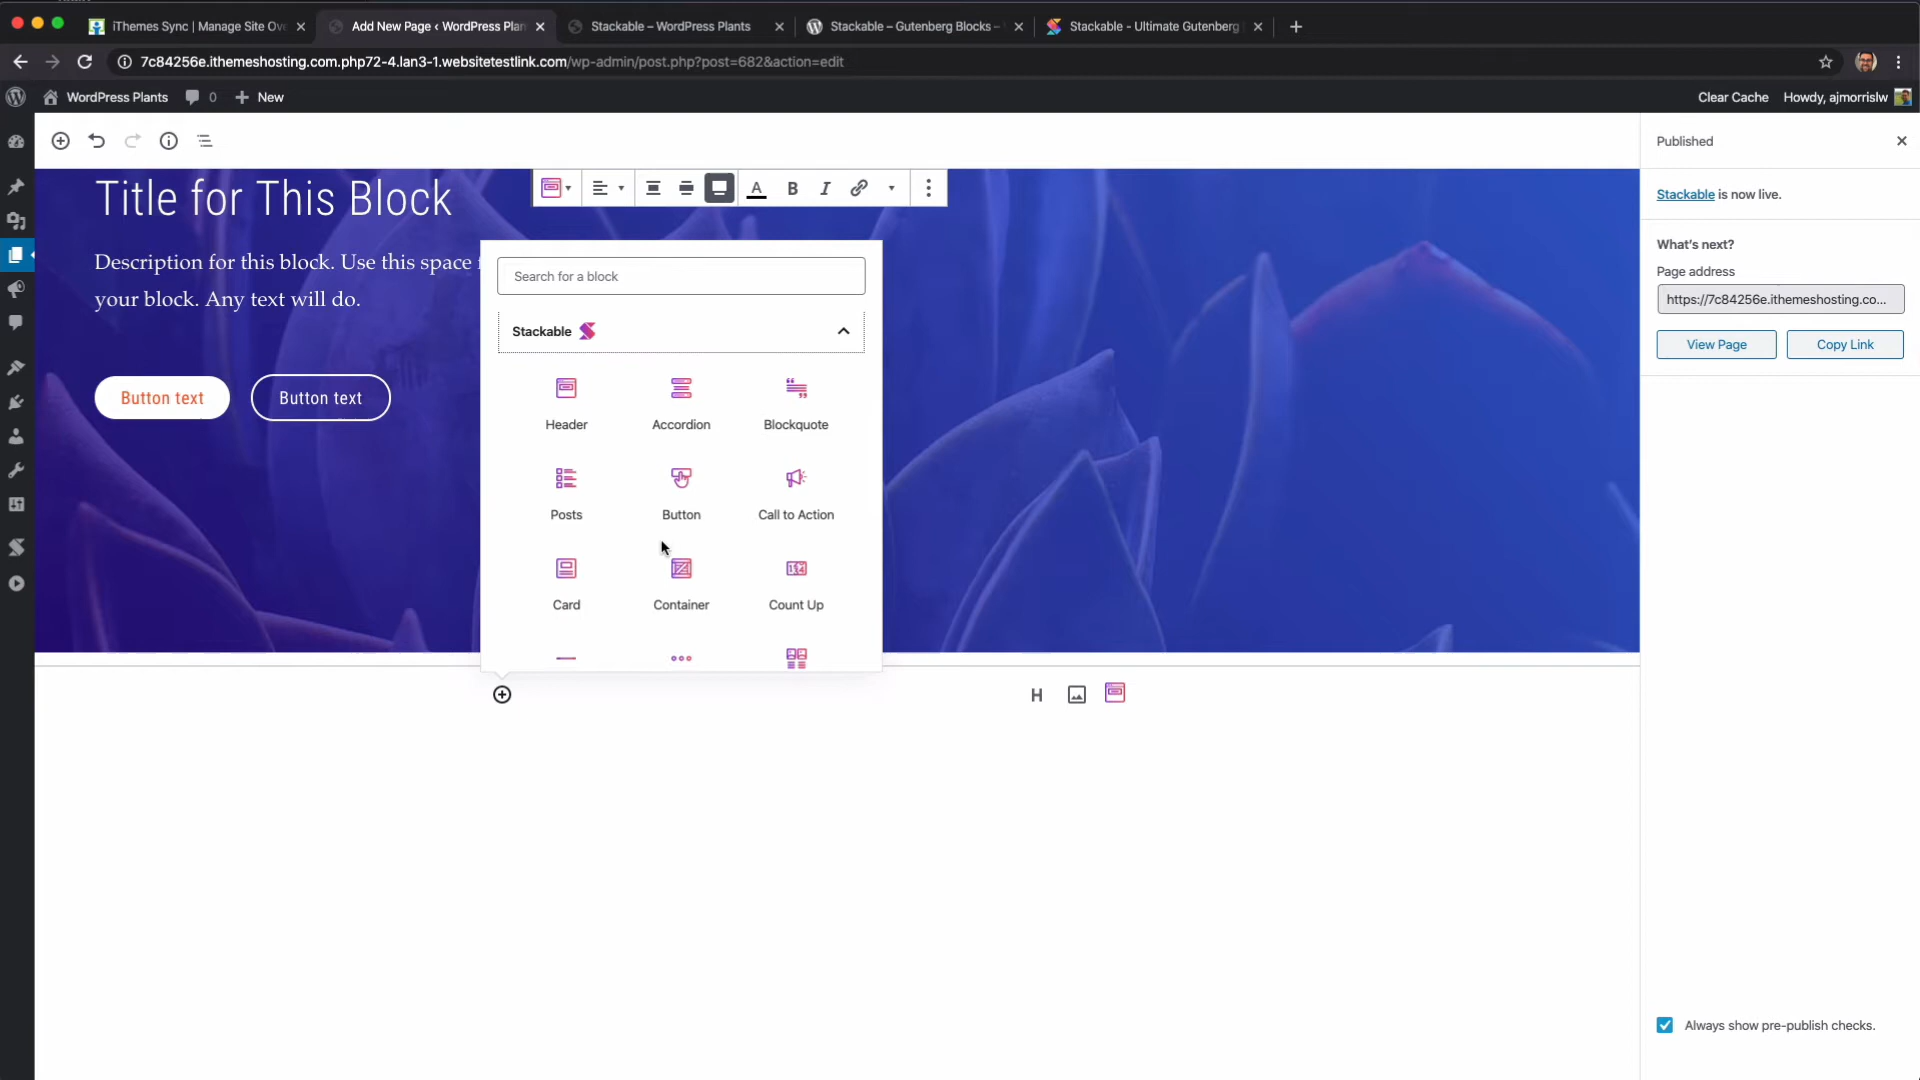 iThemes Sync | Manage Site Ove
Add New Page ‹ WordPress Plan
Stackable – WordPress Plants
Stackable – Gutenberg Blocks –
Stackable - Ultimate Gutenberg
7c84256e.ithemeshosting.com.php72-4.lan3-1.websitetestlink.com/wp-admin/post.php?post=682&action=edit
WordPress Plants
0
New
Clear Cache
Howdy, ajmorrislw
Published
Title for This Block
A
B
I
Stackable is now live.
Description for this block. Use this space f
your block. Any text will do.
Search for a block
What's next?
Page address
https://7c84256e.ithemeshosting.co...
Stackable
View Page
Copy Link
Button text
Button text
Header
Accordion
Blockquote
Posts
Button
Call to Action
Card
Container
Count Up
H
Always show pre-publish checks.